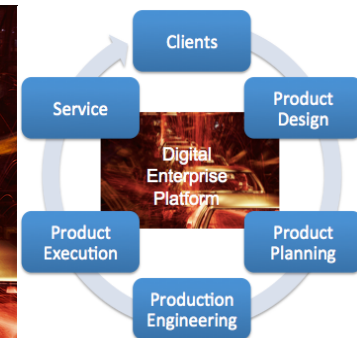 Clients
Product
Design
Product
Planning
Production
Engineering
Product
Execution
Service
Digital
Enterprise
Platform